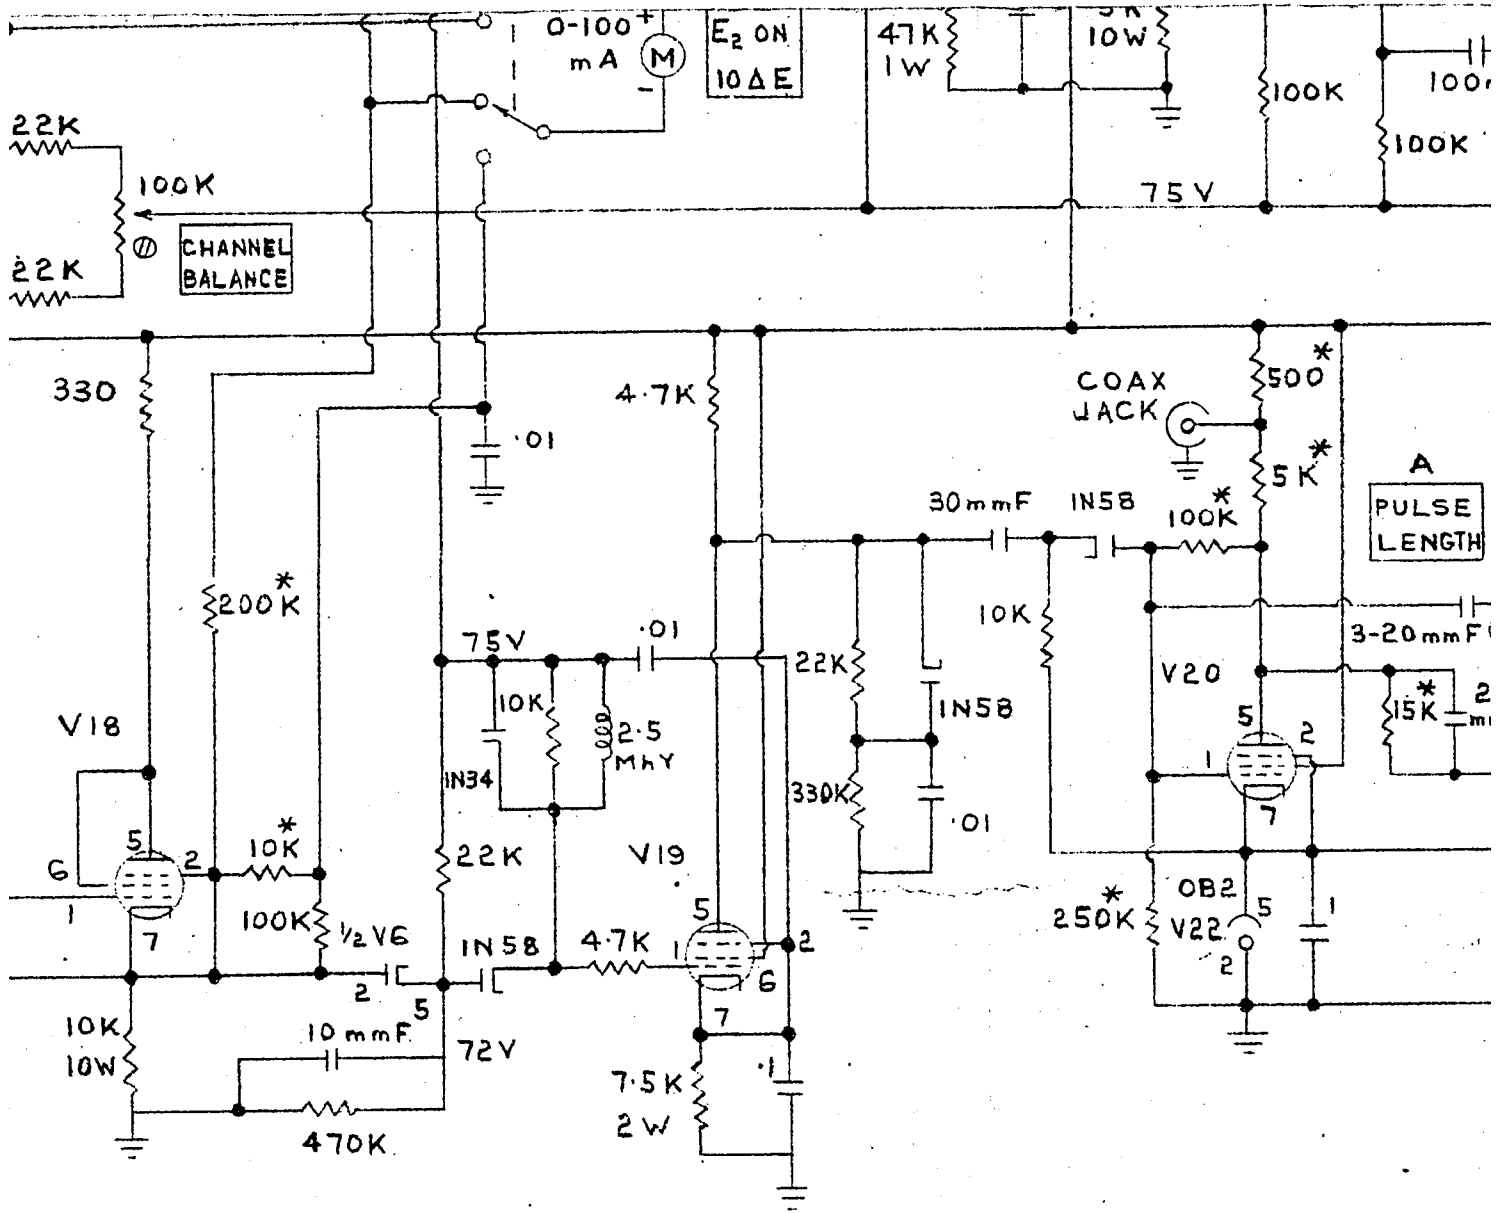 0-100 +
mA
M
-
E2 ON
10 Δ E
47K
1W
10W
100K
100K
22K
100K
CHANNEL
BALANCE
22K
75V
330
4.7K
.01
COAX
JACK
500*
5K*
A
PULSE
LENGTH
30mmF
1N58
100K*
200K*
10K
3-20mmF
75V
.01
22K
1N58
V20
15K*
V18
10K
2.5
MhY
1N34
330K
.01
5
2
1
7
5
6
2
1
7
10K*
22K
V19
100K
½ V6
1N58
4.7K
5
1
2
6
7
250K*
OB2
V22
5
2
1
2
5
10K
10W
10mmF
72V
7.5K
2W
.1
470K